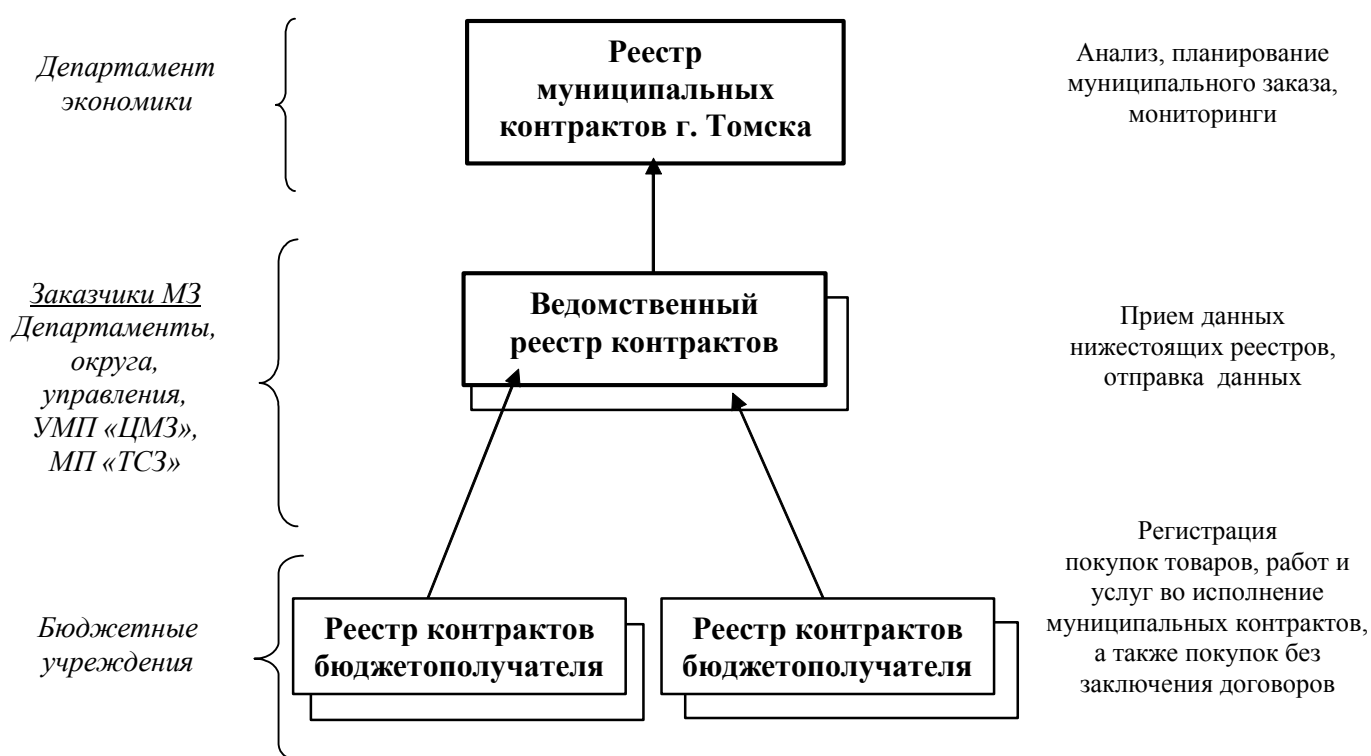 Департамент
экономики
Реестр
муниципальных
контрактов г. Томска
Анализ, планирование
муниципального заказа,
мониторинги
Заказчики МЗ
Департаменты,
округа,
управления,
УМП «ЦМЗ»,
МП «ТСЗ»
Ведомственный
реестр контрактов
Прием данных
нижестоящих реестров,
отправка данных
Бюджетные
учреждения
Реестр контрактов
бюджетополучателя
Реестр контрактов
бюджетополучателя
Регистрация
покупок товаров, работ и
услуг во исполнение
муниципальных контрактов,
а также покупок без
заключения договоров